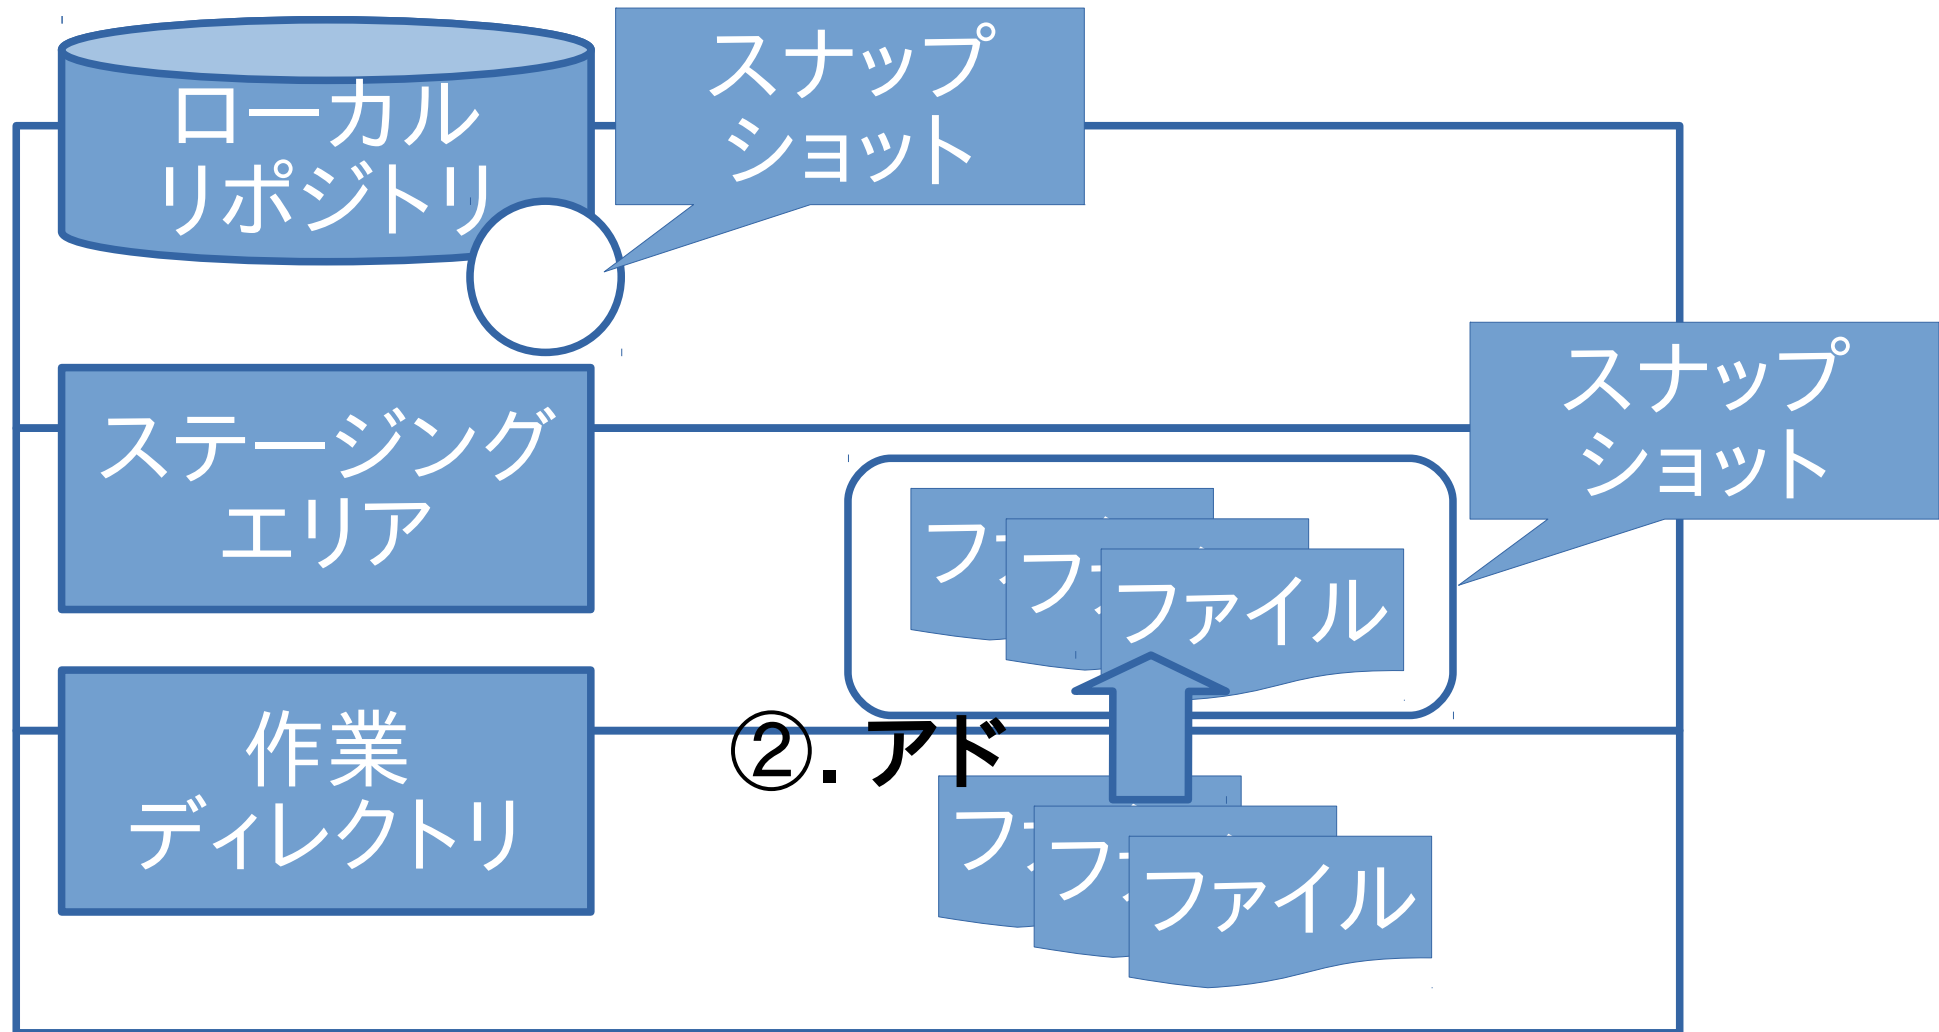 ローカル
リポジトリ
スナップ
ショット
スナップ
ショット
ステージング
エリア
ファイル
②. アド
作業
ディレクトリ
ファイル